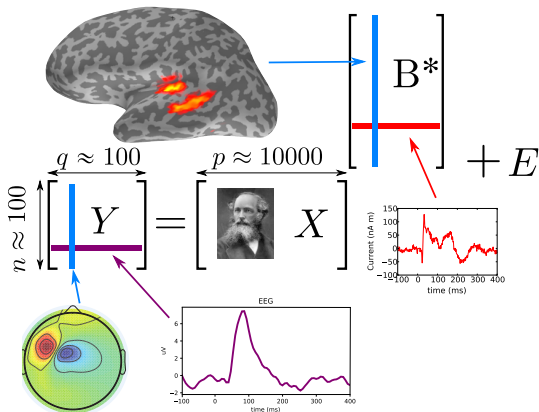 B*
+ E
q ≈ 100
p ≈ 10000
n ≈ 100
Y
=
X
150
100
50
0
−50
−100
Current (nA m)
−100 0 100 200 300 400
time (ms)
EEG
6
4
2
0
−2
uV
−100 0 100 200 300 400
time (ms)